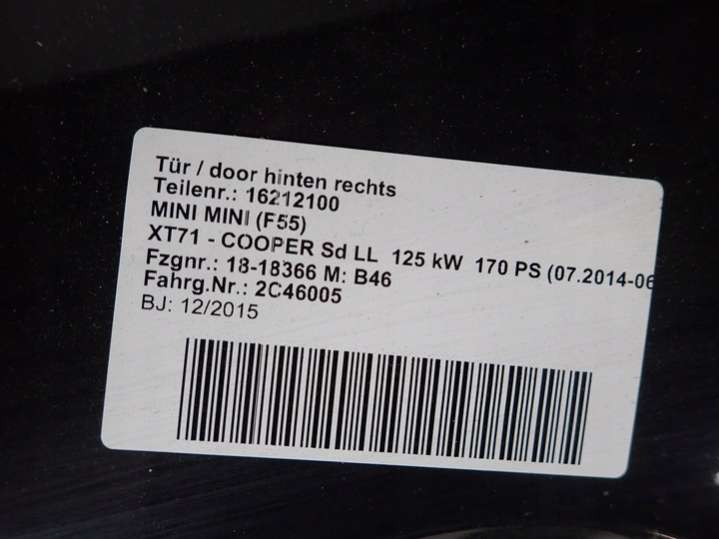 Tür / door hinten rechts
Teilenr.: 16212100
MINI MINI (F55)
XT71 - COOPER Sd LL 125 kW 170 PS (07.2014-06
Fzgnr.: 18-18366 M: B46
Fahrg.Nr.: 2C46005
BJ: 12/2015